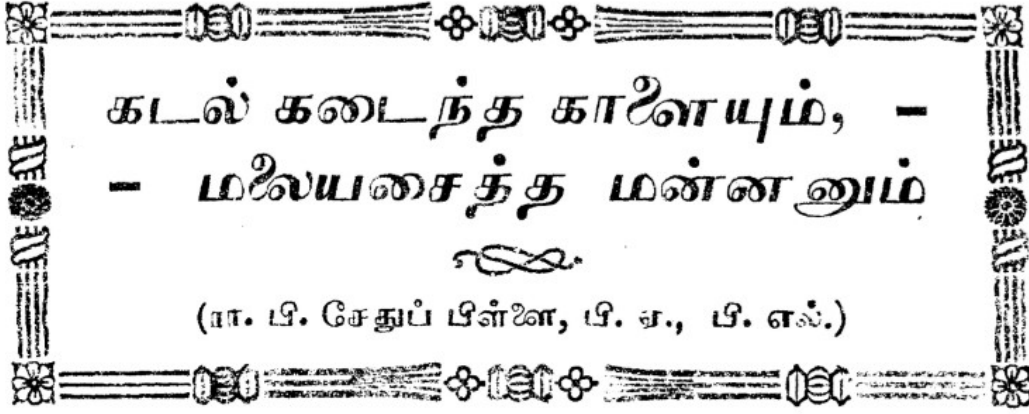 கடல் கடைந்த காளையும், -
- மலையசைத்த மன்னனும்
(ரா. பி. சேதுப் பிள்ளை, பி. ஏ., பி. எல்.)